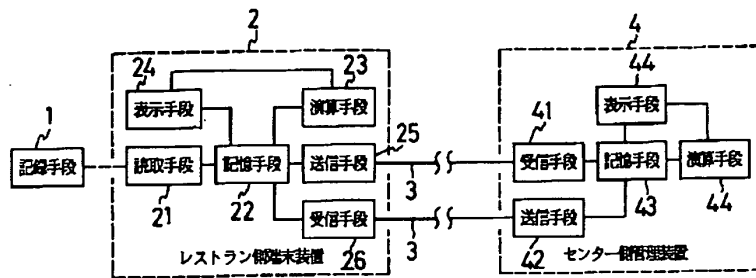 2
4
24
23
44
表示手段
演算手段
表示手段
1
25
41
記録手段
読取手段
記憶手段
送信手段
受信手段
記憶手段
演算手段
21
22
3
43
44
受信手段
送信手段
26
3
42
レストラン側端末装置
センター側管理装置